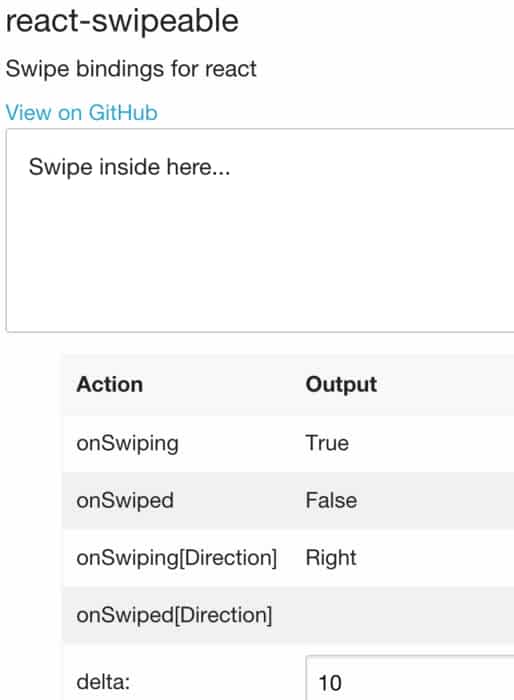 react-swipeable
Swipe bindings for react
View on GitHub
Swipe inside here...
Action Output
onSwiping True
onSwiped False
onSwiping[Direction] Right
onSwiped[Direction]
delta: 10